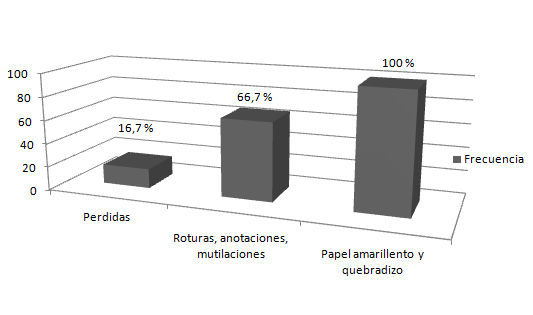 100 %
66,7 %
16,7 %
100
80
60
40
20
0
Frecuencia
Perdidas
Roturas, anotaciones,
mutilaciones
Papel amarillento y
quebradizo